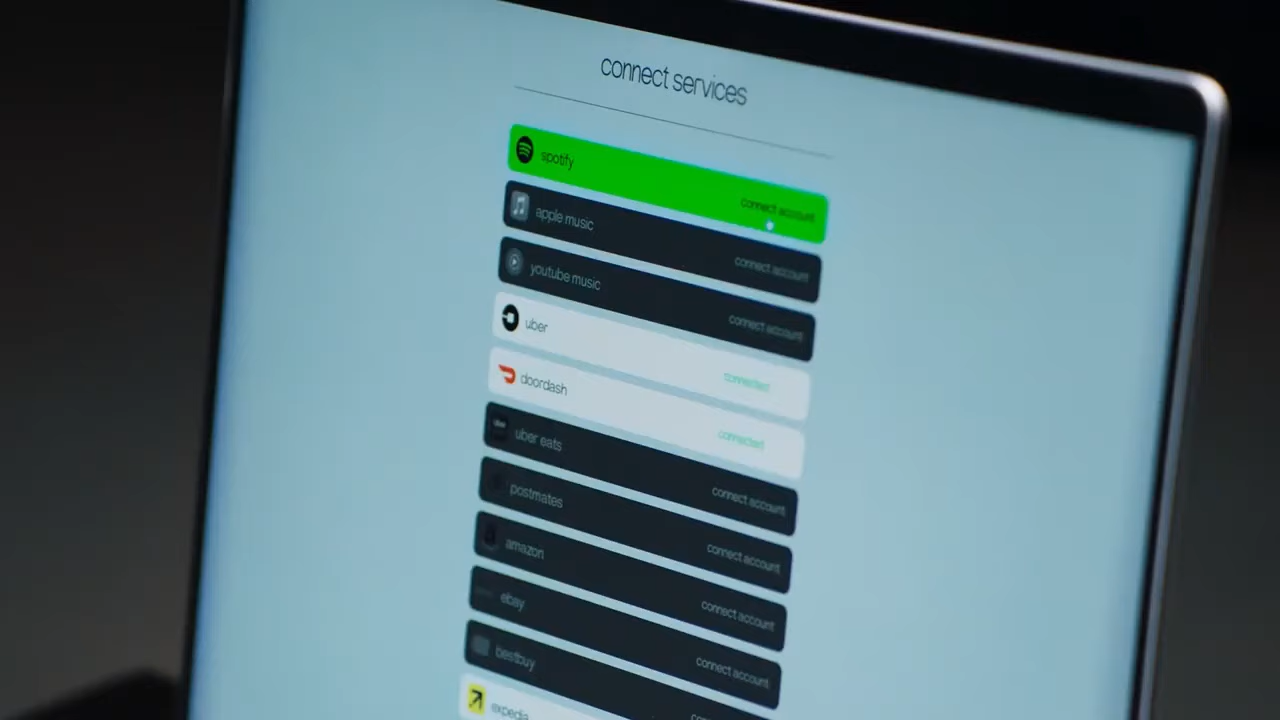 connect services
spotify connect account
apple music connect account
youtube music connect account
uber connected
doordash connected
uber eats connect account
postmates connect account
amazon connect account
ebay connect account
bestbuy
expedia